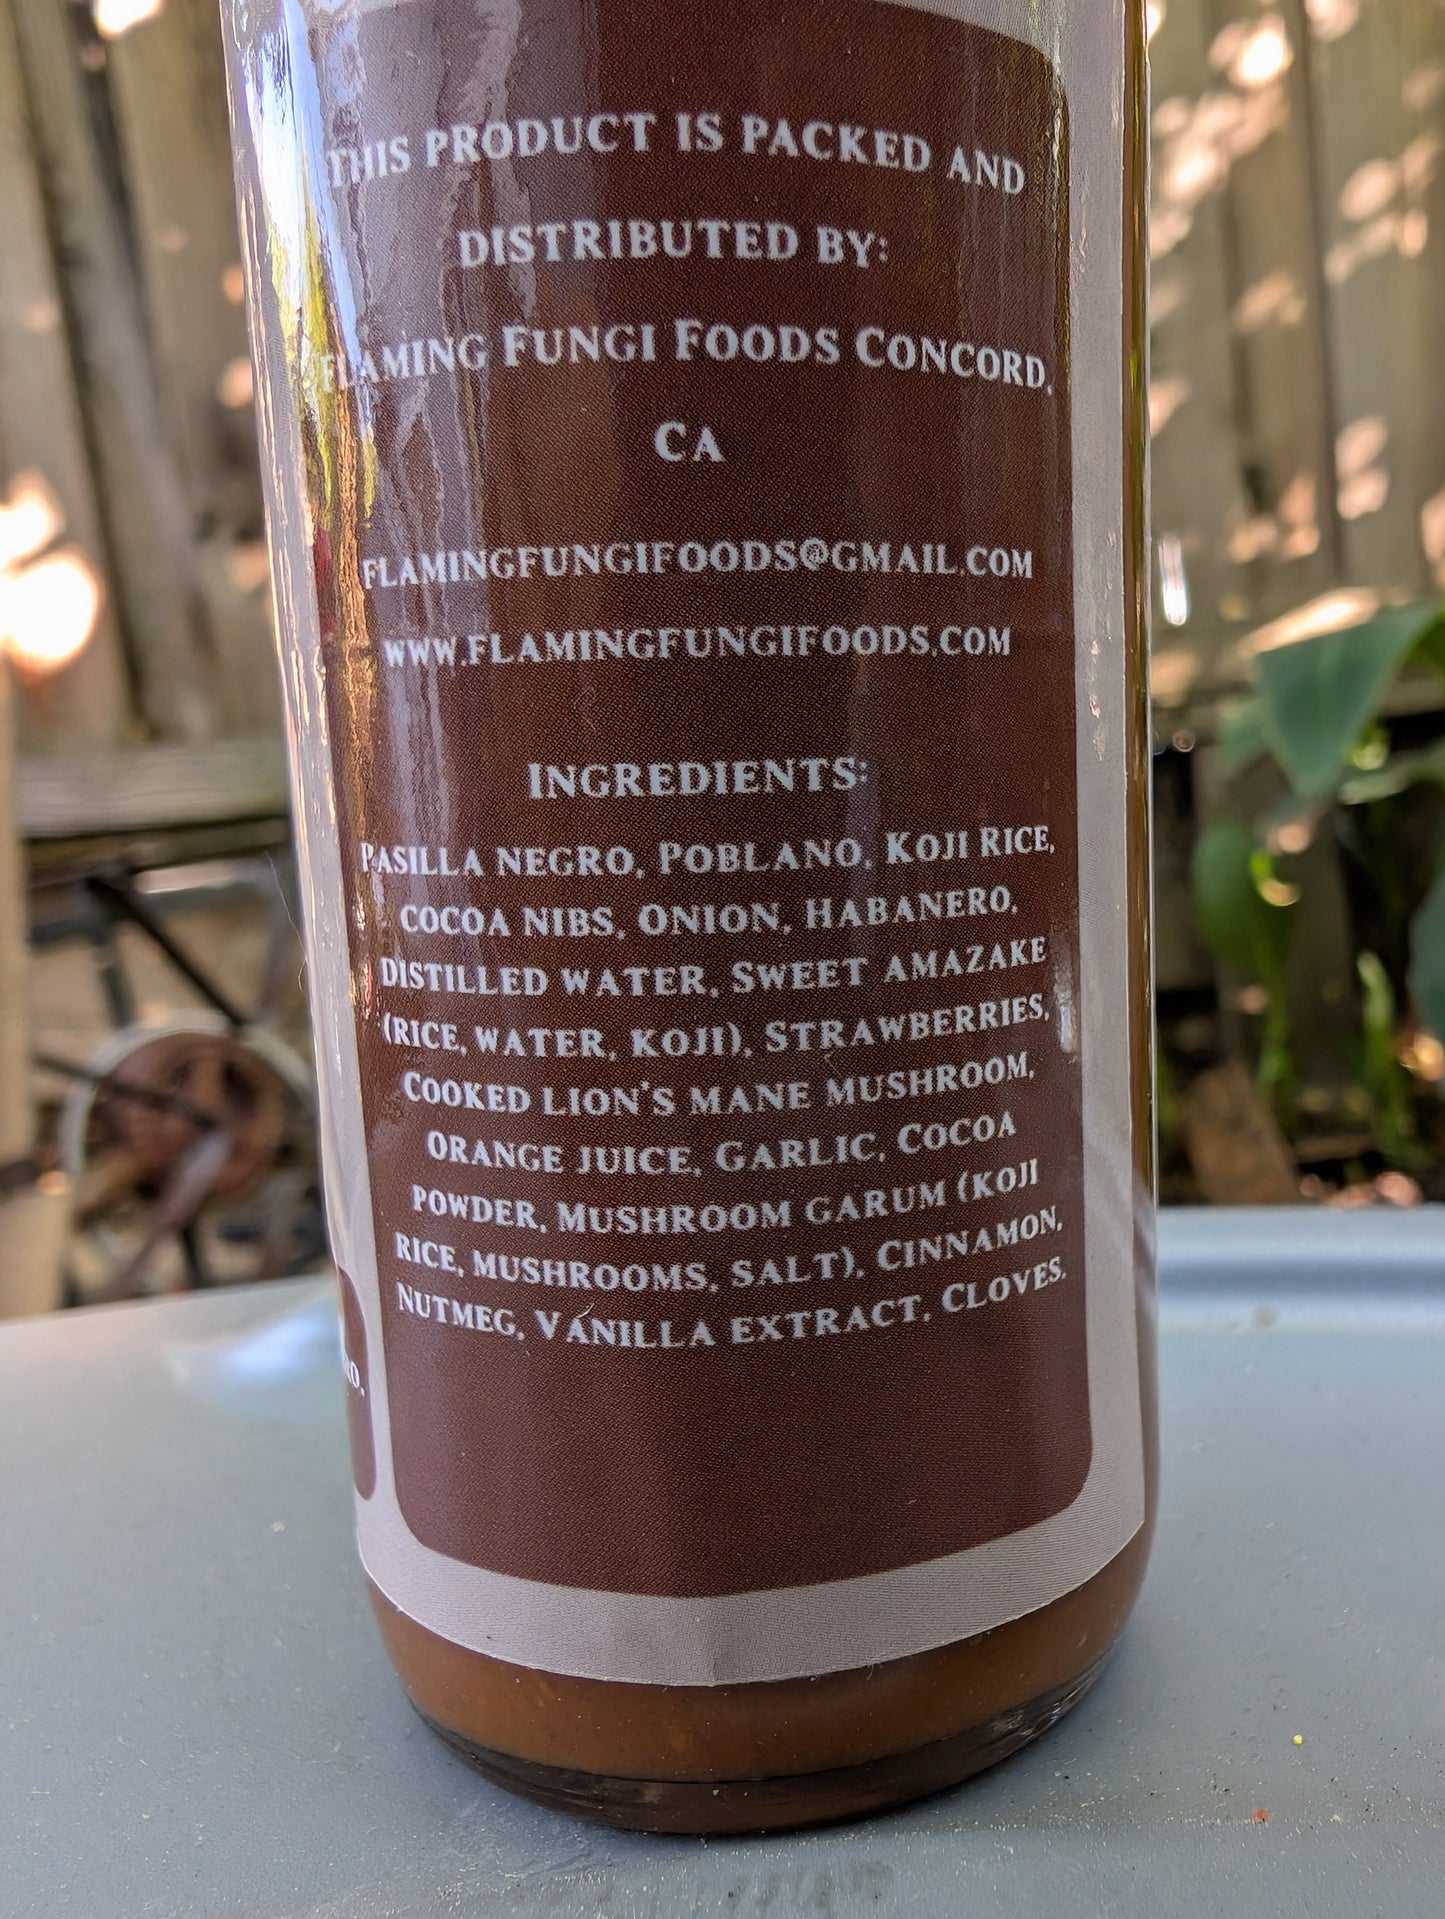 THIS PRODUCT IS PACKED AND
DISTRIBUTED BY:
FLAMING FUNGI FOODS CONCORD,
CA
FLAMINGFUNGIFOODS@GMAIL.COM
WWW.FLAMINGFUNGIFOODS.COM
INGREDIENTS:
PASILLA NEGRO, POBLANO, KOJI RICE,
COCOA NIBS, ONION, HABANERO,
DISTILLED WATER, SWEET AMAZAKE
(RICE, WATER, KOJI), STRAWBERRIES,
COOKED LION'S MANE MUSHROOM,
ORANGE JUICE, GARLIC, COCOA
POWDER, MUSHROOM GARUM (KOJI
RICE, MUSHROOMS, SALT), CINNAMON,
NUTMEG, VANILLA EXTRACT, CLOVES.